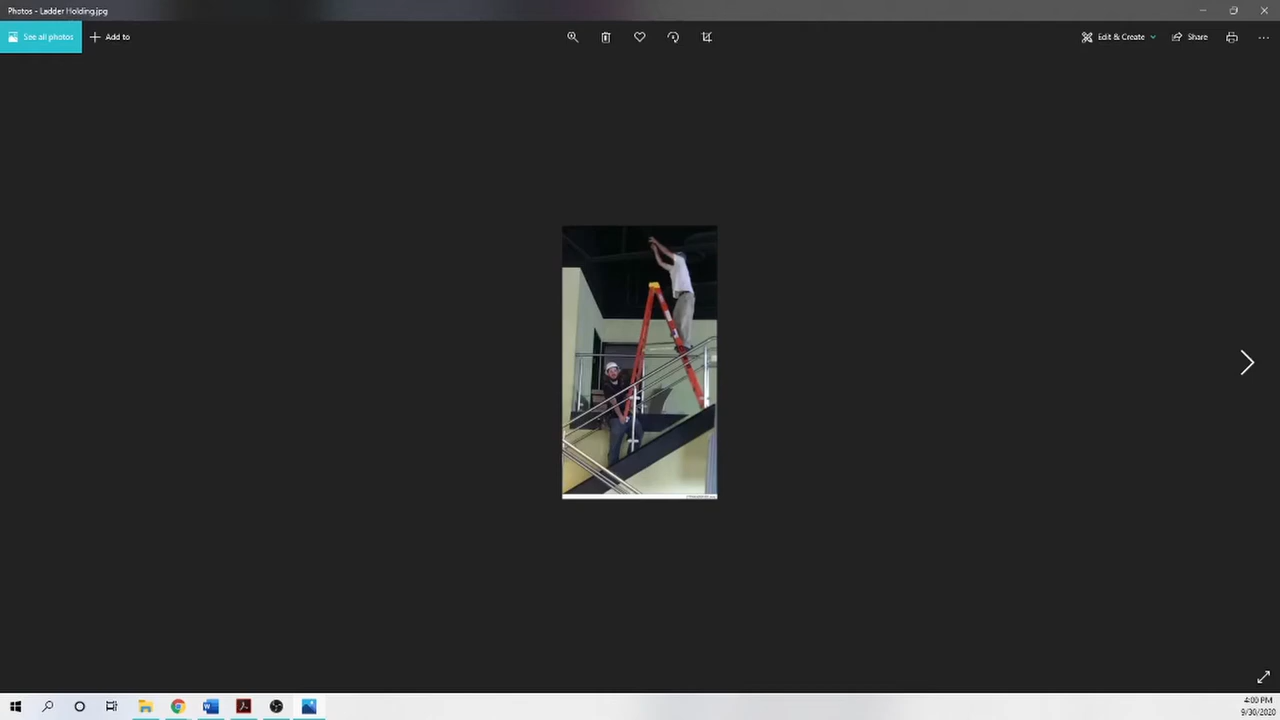 Photos - Ladder Holding.jpg
See all photos
Add to
Edit & Create
Share
4:00 PM
9/30/2020